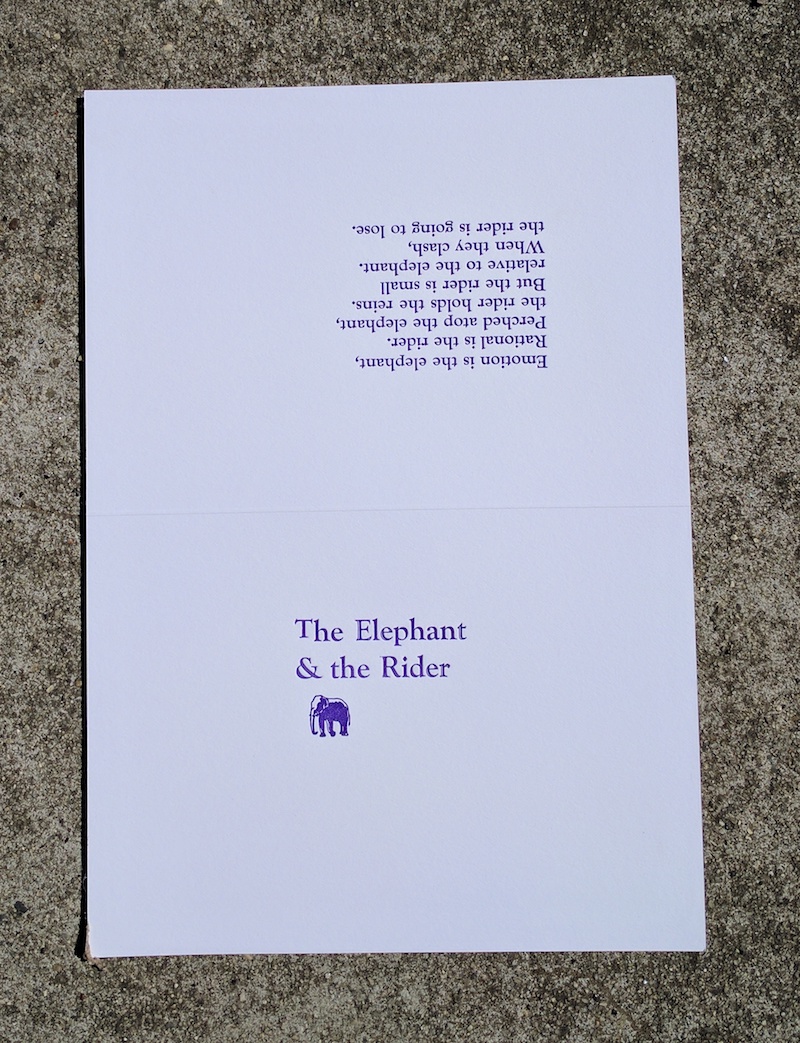 The Elephant
& the Rider
Emotion is the elephant,
Rational is the rider.
Perched atop the elephant,
the rider holds the reins.
But the rider is small
relative to the elephant.
When they clash,
the rider is going to lose.